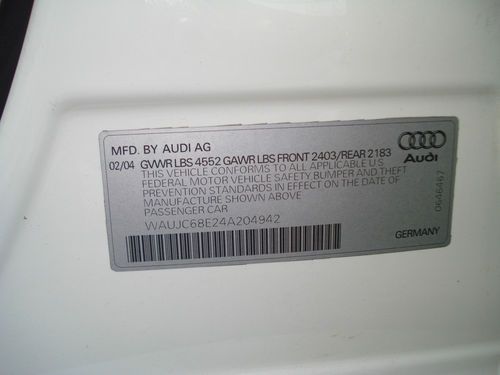 MFD. BY AUDI AG
02/04 GVWR LBS 4552 GAWR LBS FRONT 2403/REAR 2183
THIS VEHICLE CONFORMS TO ALL APPLICABLE U.S.
FEDERAL MOTOR VEHICLE SAFETY BUMPER AND THEFT
PREVENTION STANDARDS IN EFFECT ON THE DATE OF
MANUFACTURE SHOWN ABOVE
PASSENGER CAR
WAUJC68E24A204942
Audi
0646467
GERMANY